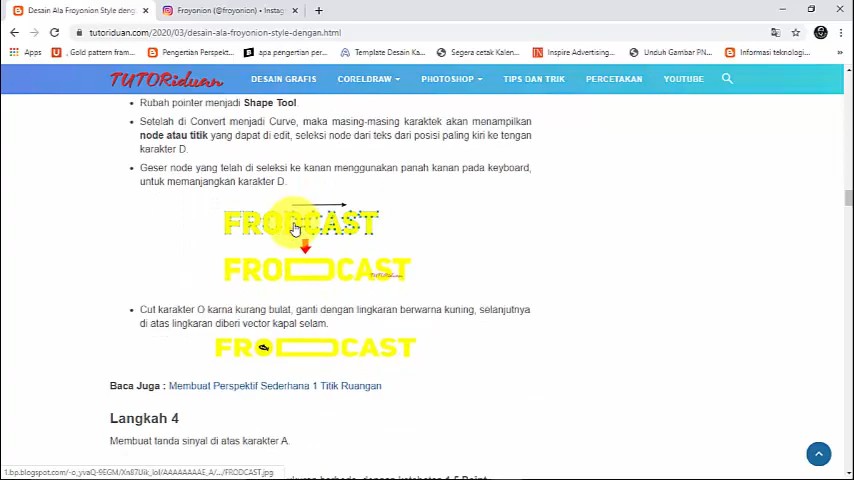 Desain Ala Froyonion Style deng
Froyonion (@froyonion) • Instag
tutoriduan.com/2020/03/desain-ala-froyonion-style-dengan.html
Apps
, Gold pattern fram...
Pengertian Perspekt...
apa pengertian per...
Template Desain Ka...
Segera cetak Kalen...
Inspire Advertising...
Unduh Gambar PN...
Informasi teknologi...
TUTORiduan
DESAIN GRAFIS
CORELDRAW
PHOTOSHOP
TIPS DAN TRIK
PERCETAKAN
YOUTUBE
Rubah pointer menjadi Shape Tool
Setelah di Convert menjadi Curve, maka masing-masing karaktek akan menampilkan
node atau titik yang dapat di edit, seleksi node dari teks dari posisi paling kiri ke tengan
karakter D.
Geser node yang telah di seleksi ke kanan menggunakan panah kanan pada keyboard,
untuk memanjangkan karakter D.
FRODCAST
FRODCAST
Cut karakter O karna kurang bulat, ganti dengan lingkaran berwarna kuning, selanjutnya
di atas lingkaran diberi vector kapal selam.
FRODCAST
Baca Juga : Membuat Perspektif Sederhana 1 Titik Ruangan
Langkah 4
Membuat tanda sinyal di atas karakter A.